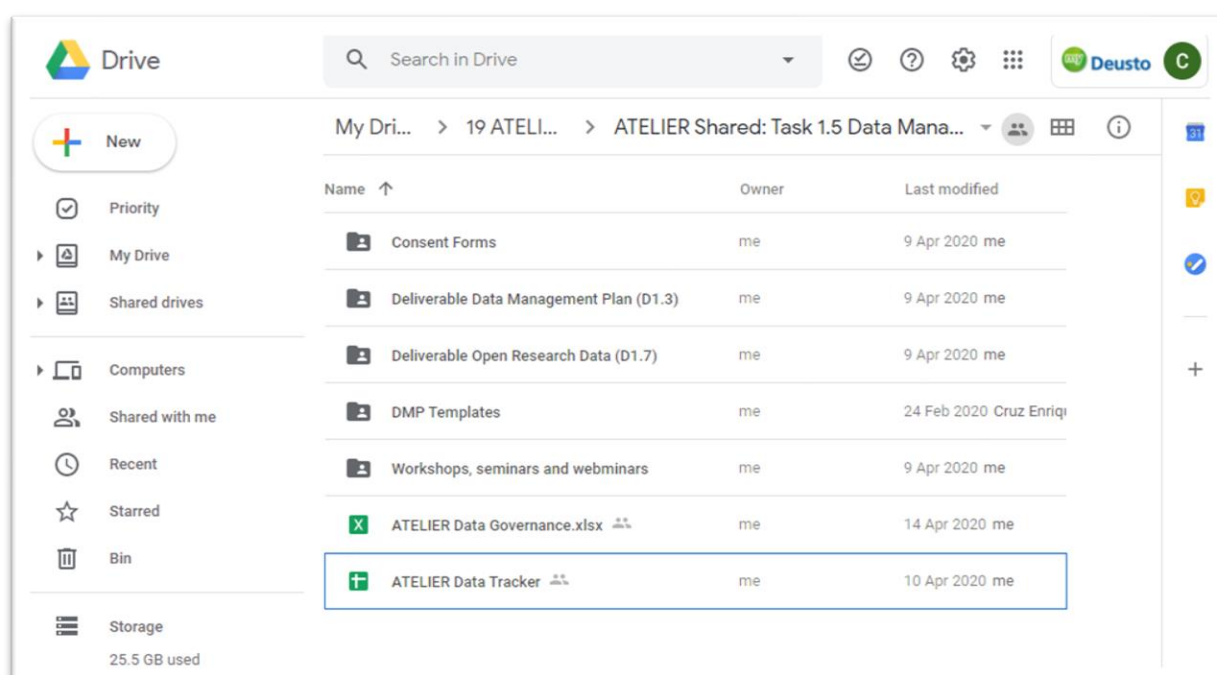 Drive
Search in Drive
Deusto
C
New
My Dri... > 19 ATELI... > ATELIER Shared: Task 1.5 Data Mana...
31
Name Owner Last modified
Priority
My Drive
Shared drives
Computers
Shared with me
Recent
Starred
Bin
Storage
25.5 GB used
Consent Forms me 9 Apr 2020 me
Deliverable Data Management Plan (D1.3) me 9 Apr 2020 me
Deliverable Open Research Data (D1.7) me 9 Apr 2020 me
DMP Templates me 24 Feb 2020 Cruz Enriqu
Workshops, seminars and webminars me 9 Apr 2020 me
X ATELIER Data Governance.xlsx me 14 Apr 2020 me
ATELIER Data Tracker me 10 Apr 2020 me